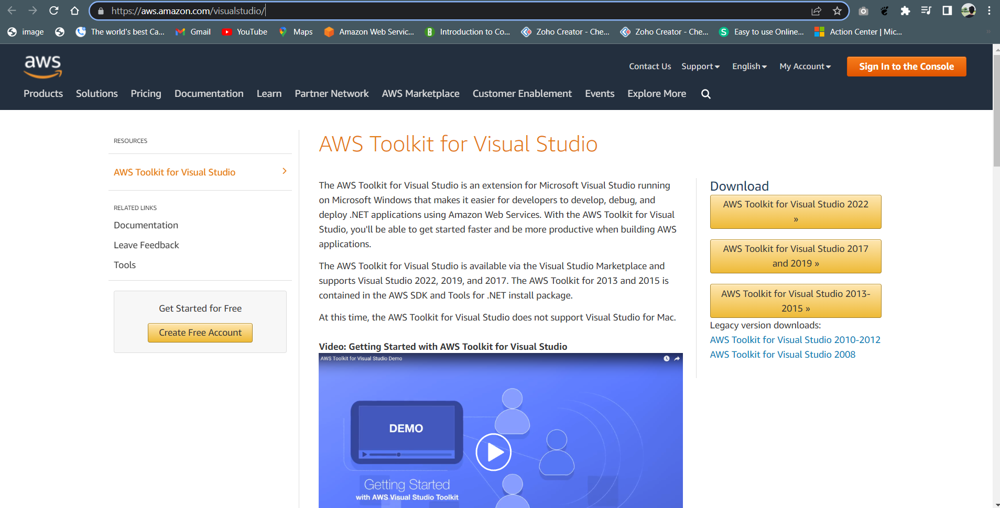 https://aws.amazon.com/visualstudio/
image
The world's best Ca...
Gmail
YouTube
Maps
Amazon Web Servic...
Introduction to Co...
Zoho Creator - Che...
Zoho Creator - Che...
Easy to use Online...
Action Center | Mic...
aws
Contact Us
Support
English
My Account
Sign In to the Console
Products
Solutions
Pricing
Documentation
Learn
Partner Network
AWS Marketplace
Customer Enablement
Events
Explore More
RESOURCES
AWS Toolkit for Visual Studio
RELATED LINKS
Documentation
Leave Feedback
Tools
Get Started for Free
Create Free Account
AWS Toolkit for Visual Studio
The AWS Toolkit for Visual Studio is an extension for Microsoft Visual Studio running
on Microsoft Windows that makes it easier for developers to develop, debug, and
deploy .NET applications using Amazon Web Services. With the AWS Toolkit for Visual
Studio, you'll be able to get started faster and be more productive when building AWS
applications.
The AWS Toolkit for Visual Studio is available via the Visual Studio Marketplace and
supports Visual Studio 2022, 2019, and 2017. The AWS Toolkit for 2013 and 2015 is
contained in the AWS SDK and Tools for .NET install package.
At this time, the AWS Toolkit for Visual Studio does not support Visual Studio for Mac.
Video: Getting Started with AWS Toolkit for Visual Studio
AWS Toolkit for Visual Studio Demo
DEMO
Getting Started
with AWS Visual Studio Toolkit
Download
AWS Toolkit for Visual Studio 2022
»
AWS Toolkit for Visual Studio 2017
and 2019 »
AWS Toolkit for Visual Studio 2013-
2015 »
Legacy version downloads:
AWS Toolkit for Visual Studio 2010-2012
AWS Toolkit for Visual Studio 2008